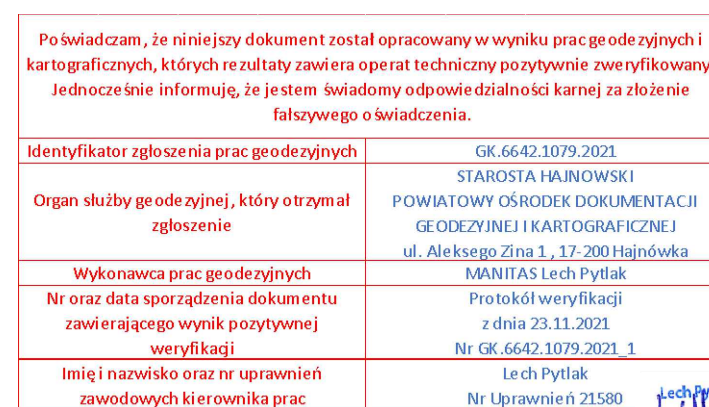 Poświadczam, że niniejszy dokument został opracowany w wyniku prac geodezyjnych i
kartograficznych, których rezultaty zawiera operat techniczny pozytywnie zweryfikowany
Jednocześnie informuję, że jestem świadomy odpowiedzialności karnej za złożenie
fałszywego oświadczenia.
Identyfikator zgłoszenia prac geodezyjnych
GK.6642.1079.2021
Organ służby geodezyjnej, który otrzymał
zgłoszenie
STAROSTA HAJNOWSKI
POWIATOWY OŚRODEK DOKUMENTACJI
GEODEZYJNEJ I KARTOGRAFICZNEJ
ul. Aleksego Zina 1 , 17-200 Hajnówka
Wykonawca prac geodezyjnych
MANITAS Lech Pytlak
Nr oraz data sporządzenia dokumentu
zawierającego wynik pozytywnej
weryfikacji
Protokół weryfikacji
z dnia 23.11.2021
Nr GK.6642.1079.2021_1
Imię i nazwisko oraz nr uprawnień
zawodowych kierownika prac
Lech Pytlak
Nr Uprawnień 21580
Lech